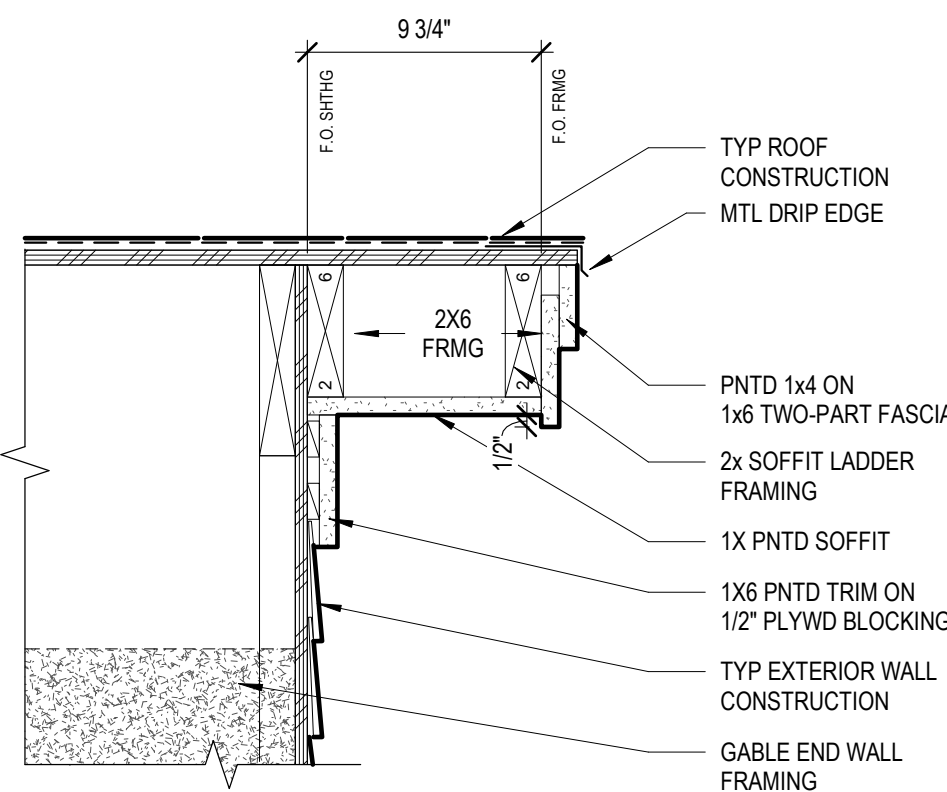 9 3/4"
F.O. SHTHG
F.O. FRMG
TYP ROOF
CONSTRUCTION
MTL DRIP EDGE
6
6
2X6
FRMG
2
2
1/2"
PNTD 1x4 ON
1x6 TWO-PART FASCIA
2x SOFFIT LADDER
FRAMING
1X PNTD SOFFIT
1X6 PNTD TRIM ON
1/2" PLYWD BLOCKING
TYP EXTERIOR WALL
CONSTRUCTION
GABLE END WALL
FRAMING